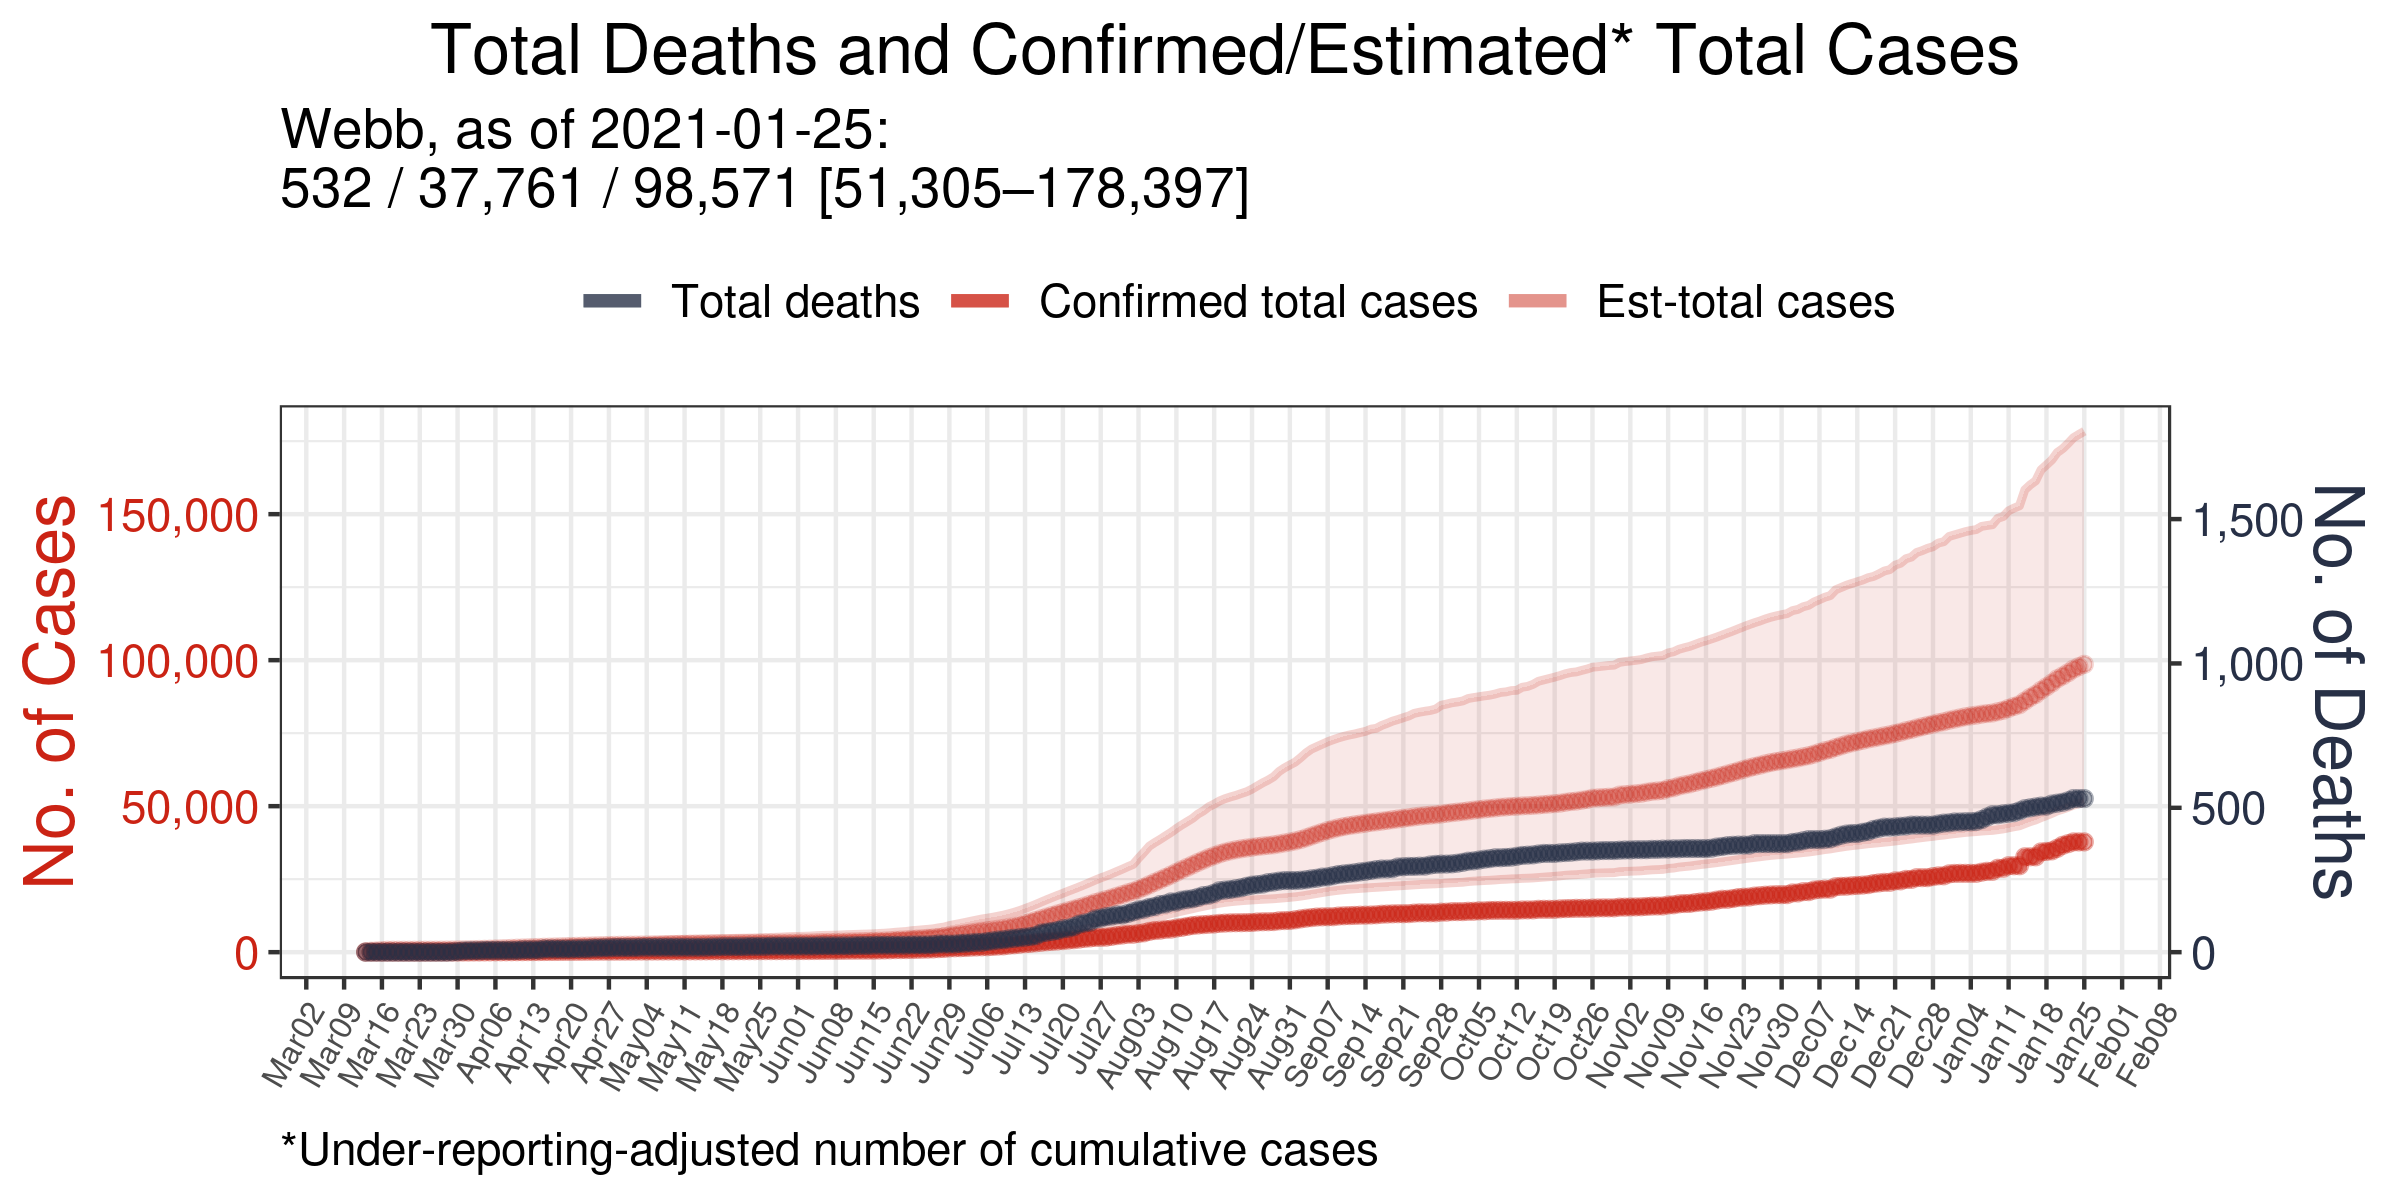 Total Deaths and Confirmed/Estimated* Total Cases
Webb, as of 2021-01-25:
532 / 37,761 / 98,571 [51,305–178,397]
Total deaths
Confirmed total cases
Est-total cases
No. of Cases
150,000
100,000
50,000
0
1,500
1,000
500
0
No. of Deaths
Mar02
Mar09
Mar16
Mar23
Mar30
Apr06
Apr13
Apr20
Apr27
May04
May11
May18
May25
Jun01
Jun08
Jun15
Jun22
Jun29
Jul06
Jul13
Jul20
Jul27
Aug03
Aug10
Aug17
Aug24
Aug31
Sep07
Sep14
Sep21
Sep28
Oct05
Oct12
Oct19
Oct26
Nov02
Nov09
Nov16
Nov23
Nov30
Dec07
Dec14
Dec21
Dec28
Jan04
Jan11
Jan18
Jan25
Feb01
Feb08
*Under-reporting-adjusted number of cumulative cases